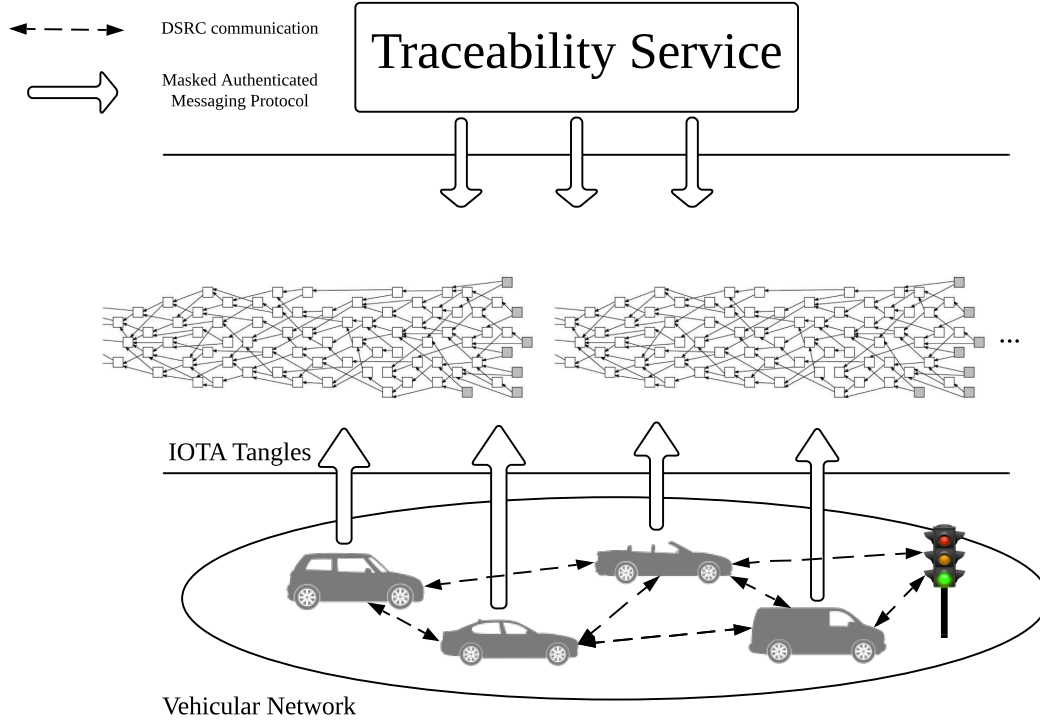 DSRC communication
Traceability Service
Masked Authenticated
Messaging Protocol
...
IOTA Tangles
Vehicular Network